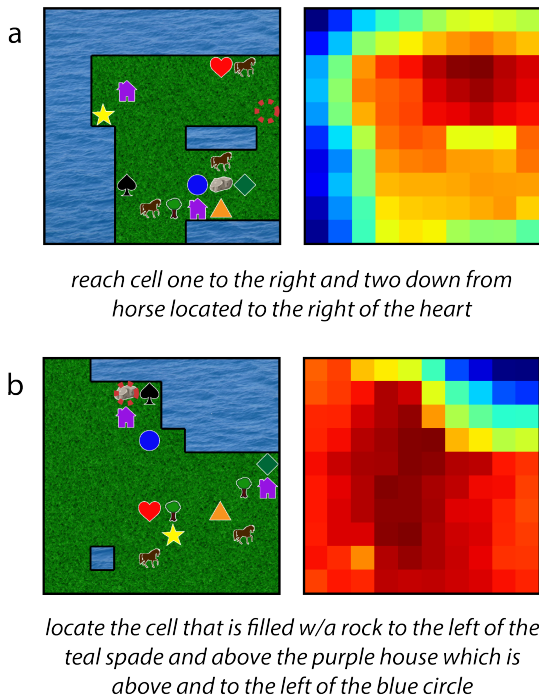 a
reach cell one to the right and two down from
horse located to the right of the heart
b
locate the cell that is filled w/a rock to the left of the
teal spade and above the purple house which is
above and to the left of the blue circle